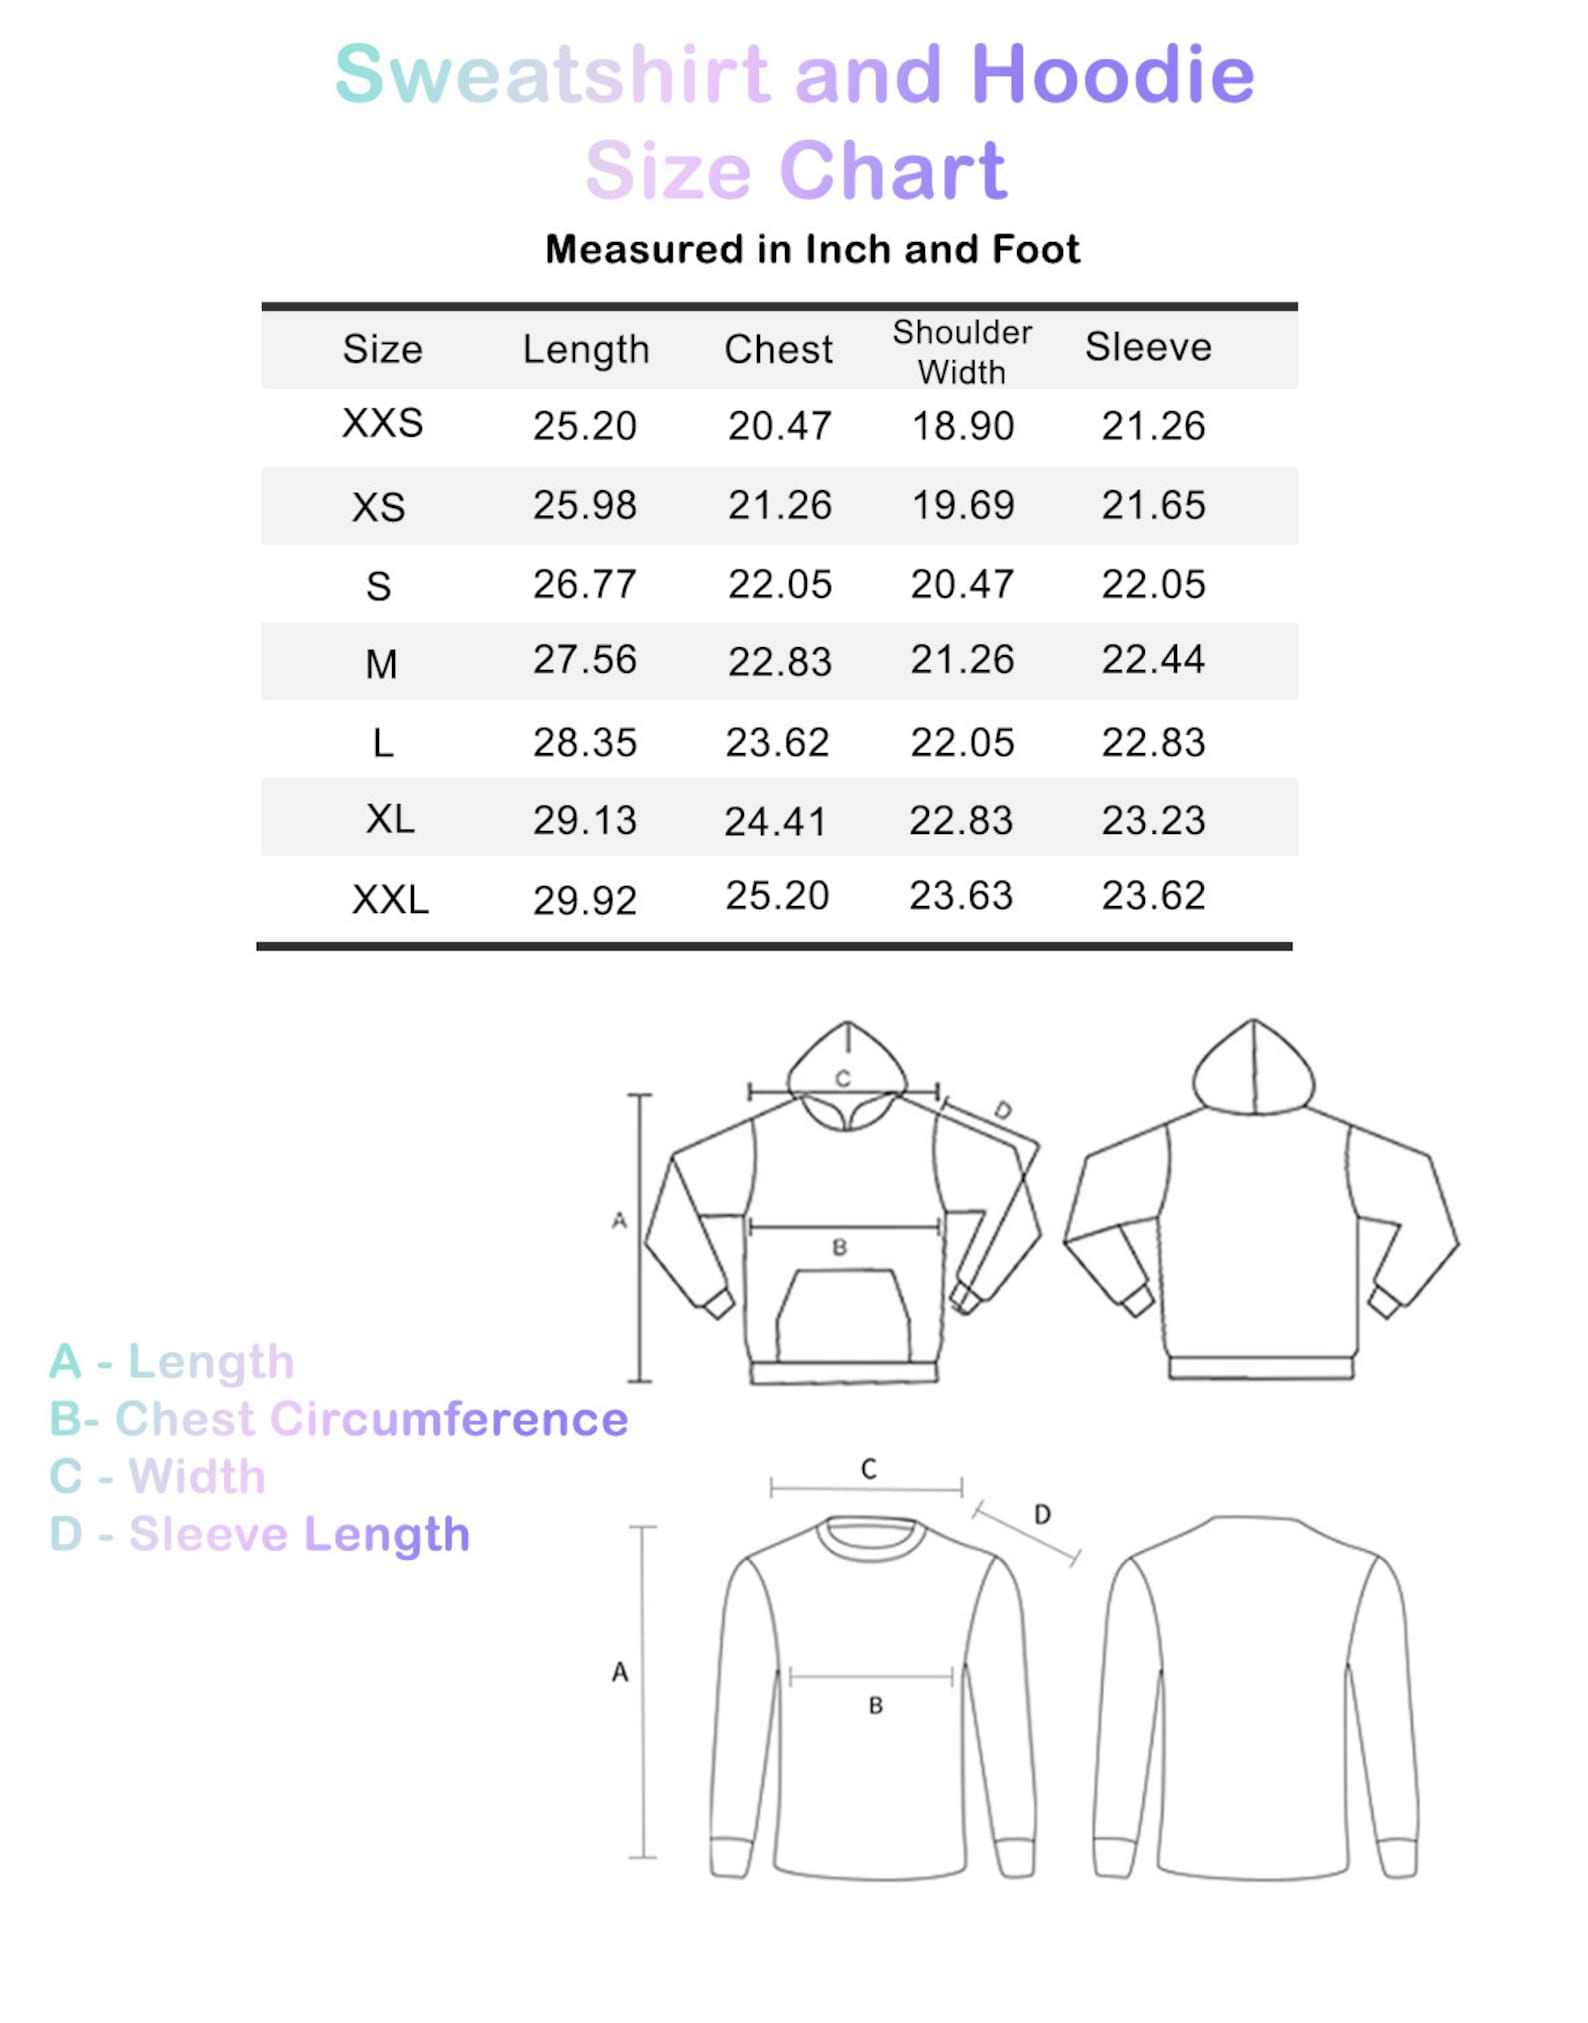 Sweatshirt and Hoodie
Size Chart
Measured in Inch and Foot
Size Length Chest Shoulder Width Sleeve
XXS 25.20 20.47 18.90 21.26
XS 25.98 21.26 19.69 21.65
S 26.77 22.05 20.47 22.05
M 27.56 22.83 21.26 22.44
L 28.35 23.62 22.05 22.83
XL 29.13 24.41 22.83 23.23
XXL 29.92 25.20 23.63 23.62
C
D
A
B
A - Length
B- Chest Circumference
C - Width
D - Sleeve Length
C
D
A
B